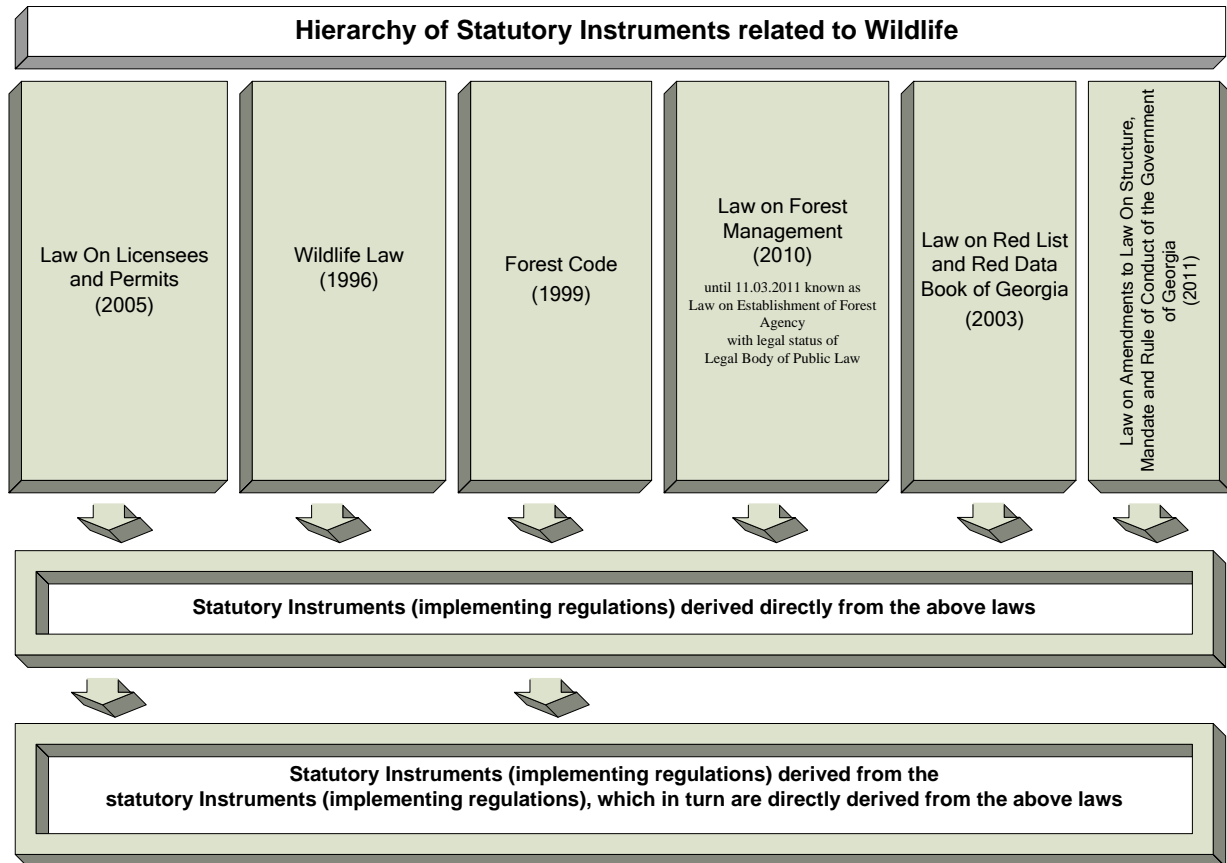 Hierarchy of Statutory Instruments related to Wildlife
Law On Licensees
and Permits
(2005)
Wildlife Law
(1996)
Forest Code
(1999)
Law on Forest
Management
(2010)
until 11.03.2011 known as
Law on Establishment of Forest
Agency
with legal status of
Legal Body of Public Law
Law on Red List
and Red Data
Book of Georgia
(2003)
Law on Amendments to Law On Structure,
Mandate and Rule of Conduct of the Government
of Georgia
(2011)
Statutory Instruments (implementing regulations) derived directly from the above laws
Statutory Instruments (implementing regulations) derived from the
statutory Instruments (implementing regulations), which in turn are directly derived from the above laws